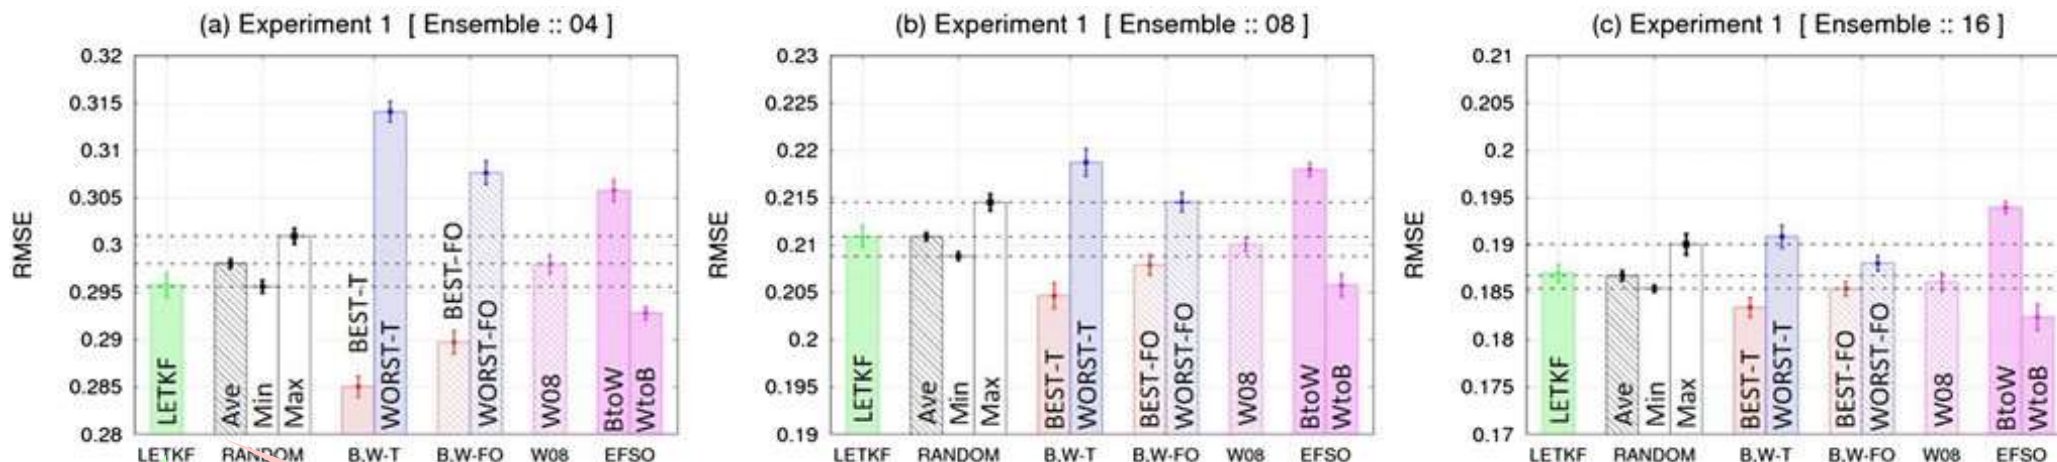 (a) Experiment 1 [ Ensemble :: 04 ]
RMSE
0.32
0.315
0.31
0.305
0.3
0.295
0.29
0.285
0.28
LETKF
Ave
Min
Max
BEST-T
WORST-T
BEST-FO
WORST-FO
W08
BtoW
WtoB
LETKF RANDOM B,W-T B,W-FO W08 EFSO
(b) Experiment 1 [ Ensemble :: 08 ]
RMSE
0.23
0.225
0.22
0.215
0.21
0.205
0.2
0.195
0.19
LETKF
Ave
Min
Max
BEST-T
WORST-T
BEST-FO
WORST-FO
W08
BtoW
WtoB
LETKF RANDOM B,W-T B,W-FO W08 EFSO
(c) Experiment 1 [ Ensemble :: 16 ]
RMSE
0.21
0.205
0.2
0.195
0.19
0.185
0.18
0.175
0.17
LETKF
Ave
Min
Max
BEST-T
WORST-T
BEST-FO
WORST-FO
W08
BtoW
WtoB
LETKF RANDOM B,W-T B,W-FO W08 EFSO